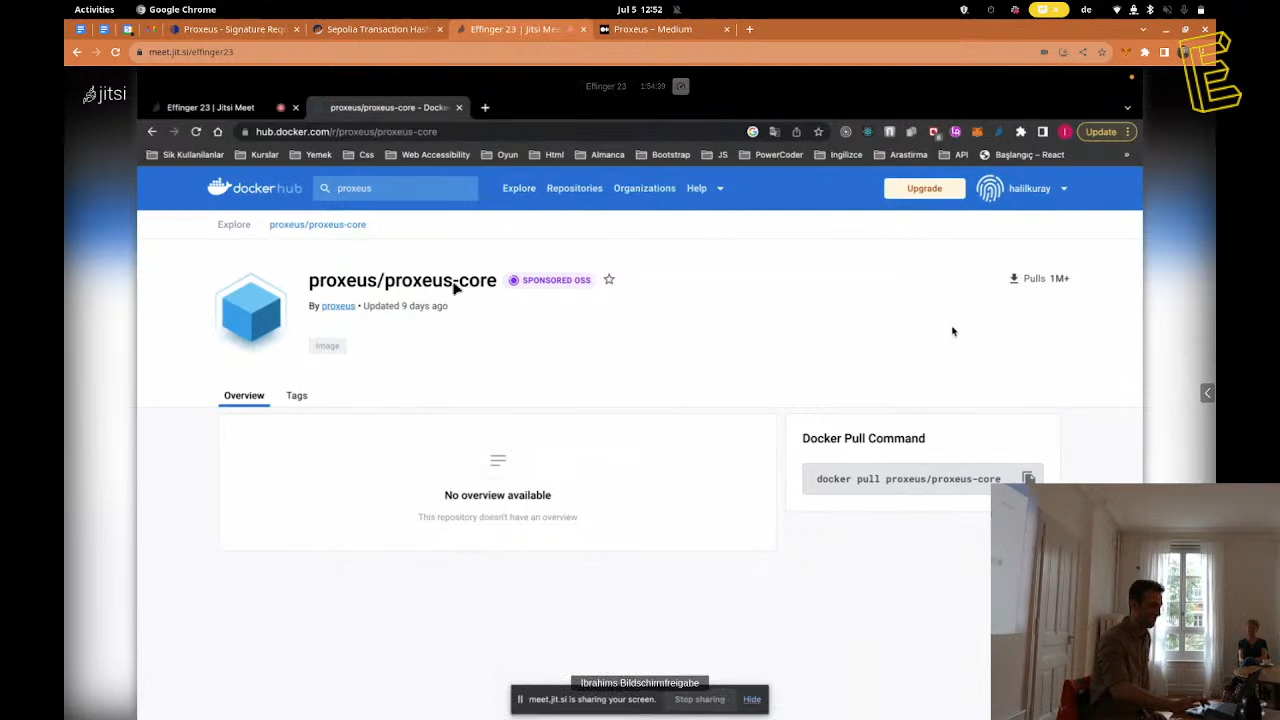 Activities
Google Chrome
Jul 5 12:52
de
Proxeus - Signature Req
Sepolia Transaction Hash
Effinger 23 | Jitsi Mee
Proxeus – Medium
meet.jit.si/effinger23
E
jitsi
Effinger 23
1:54:39
Effinger 23 | Jitsi Meet
proxeus/proxeus-core - Docke
hub.docker.com/r/proxeus/proxeus-core
Update
Sik Kullanilanlar
Kurslar
Yemek
Css
Web Accessibility
Oyun
Html
Almanca
Bootstrap
JS
PowerCoder
Ingilizce
Arastirma
API
Başlangıç – React
»
dockerhub
proxeus
Explore
Repositories
Organizations
Help
Upgrade
halilkuray
Explore
proxeus/proxeus-core
proxeus/proxeus-core
SPONSORED OSS
Pulls 1M+
By proxeus • Updated 9 days ago
Image
Overview
Tags
Docker Pull Command
docker pull proxeus/proxeus-core
No overview available
This repository doesn't have an overview
Ibrahims Bildschirmfreigabe
meet.jit.si is sharing your screen.
Stop sharing
Hide